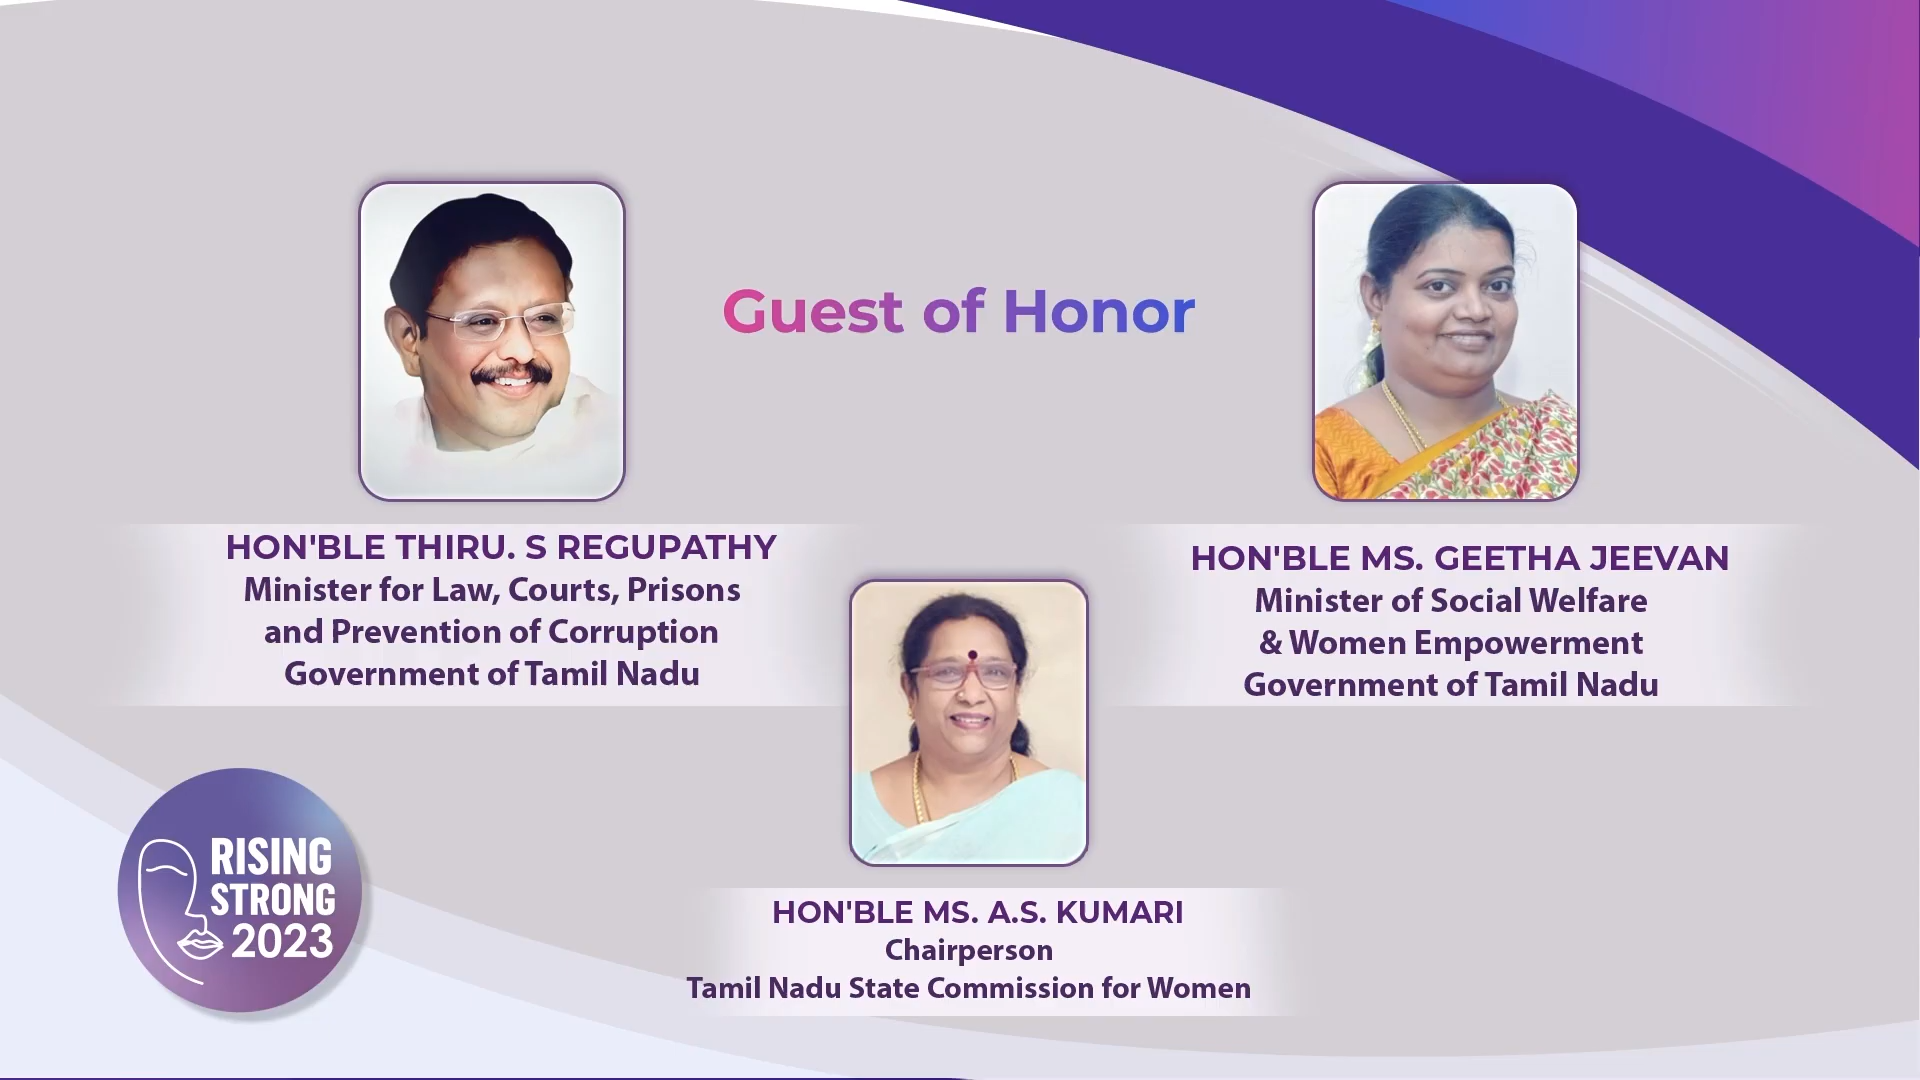 Guest of Honor
HON'BLE THIRU. S REGUPATHY
Minister for Law, Courts, Prisons
and Prevention of Corruption
Government of Tamil Nadu
HON'BLE MS. GEETHA JEEVAN
Minister of Social Welfare
& Women Empowerment
Government of Tamil Nadu
HON'BLE MS. A.S. KUMARI
Chairperson
Tamil Nadu State Commission for Women
RISING
STRONG
2023